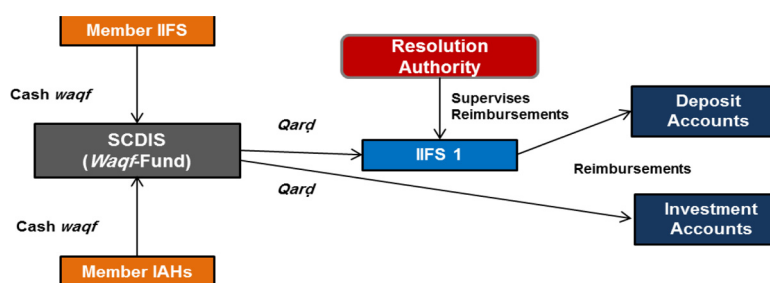 Member IIFS
Resolution
Authority
Cash waqf
Deposit
Accounts
Supervises
Reimbursements
Qarḍ
SCDIS
(Waqf-Fund)
IIFS 1
Reimbursements
Qarḍ
Investment
Accounts
Cash waqf
Member IAHs